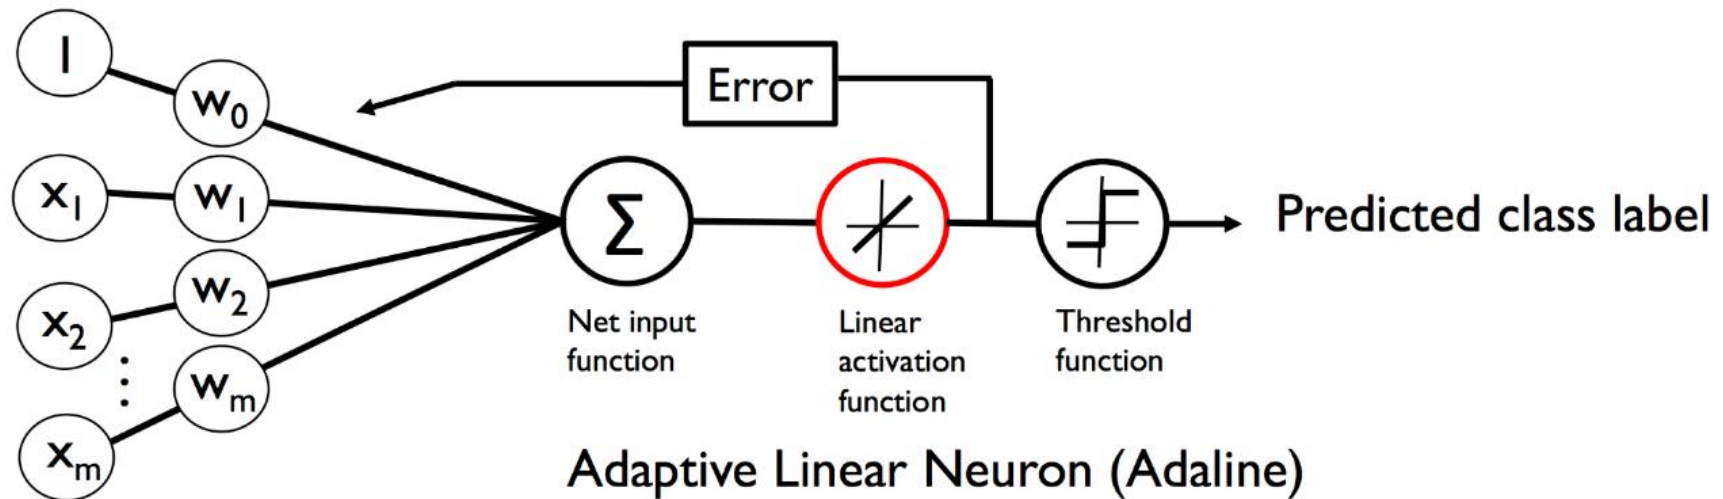 1
w0
x1
w1
x2
w2
xm
wm
Error
Σ
Net input
function
Linear
activation
function
Threshold
function
Predicted class label
Adaptive Linear Neuron (Adaline)